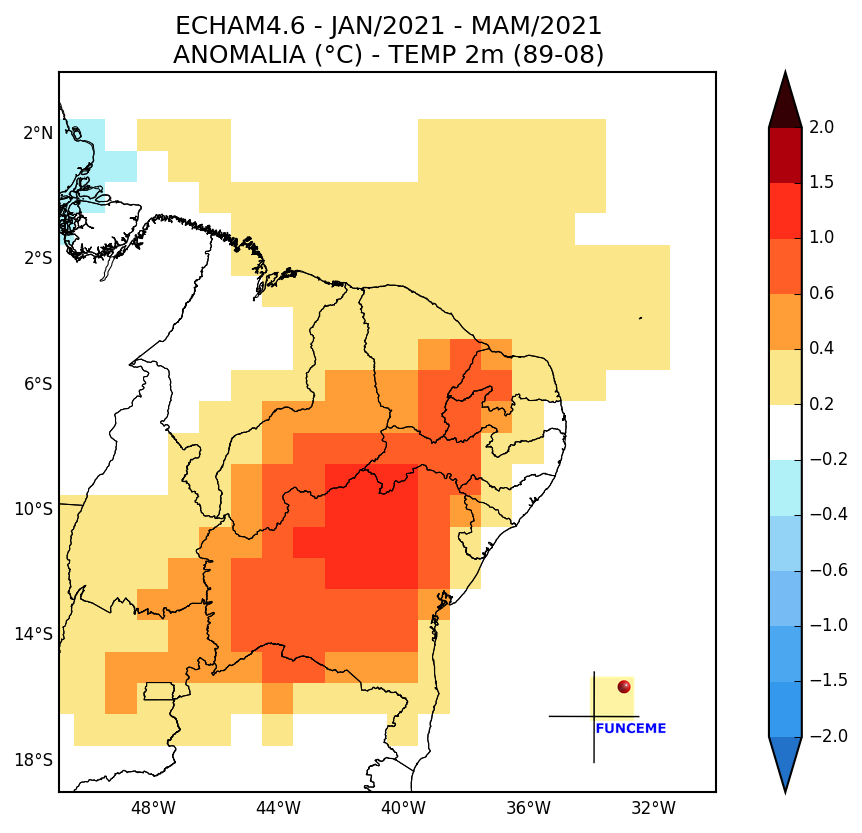 ECHAM4.6 - JAN/2021 - MAM/2021
ANOMALIA (°C) - TEMP 2m (89-08)
2°N
2°S
6°S
10°S
14°S
18°S
48°W
44°W
40°W
36°W
32°W
FUNCEME
2.0
1.5
1.0
0.6
0.4
0.2
−0.2
−0.4
−0.6
−1.0
−1.5
−2.0